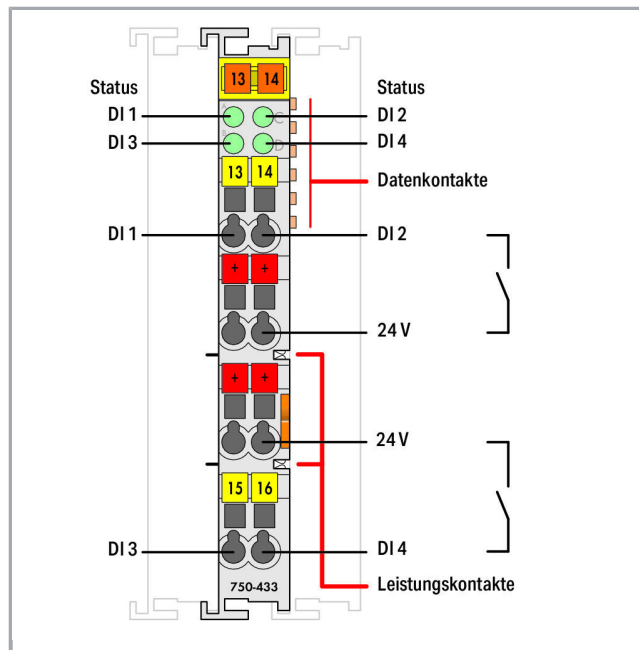 13 14
Status Status
A C
DI 1 DI 2
B D
DI 3 DI 4
13 14
Datenkontakte
DI 1 DI 2
+ +
24 V
+ +
24 V
15 16
DI 3 DI 4
750-433
Leistungskontakte